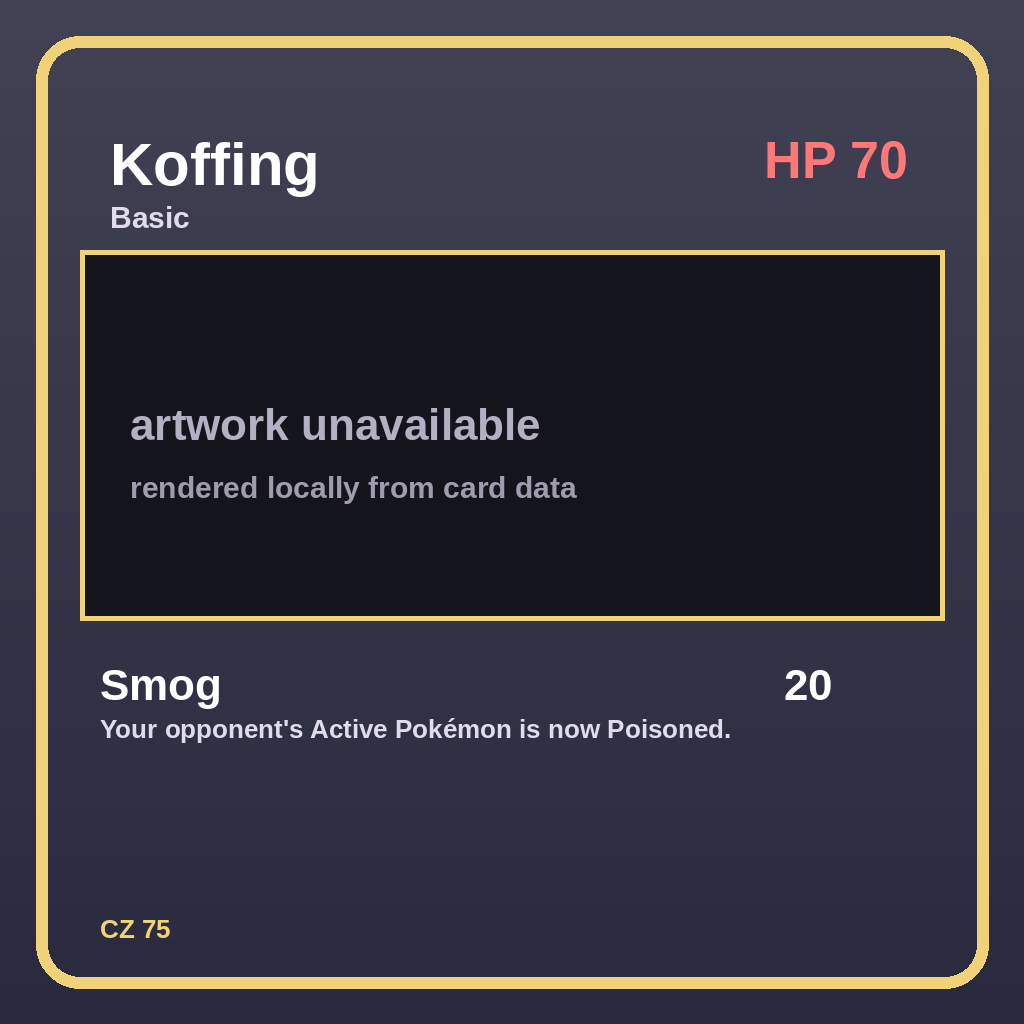 Koffing
HP 70
Basic
artwork unavailable
rendered locally from card data
Smog 20
Your opponent's Active Pokémon is now Poisoned.
CZ 75